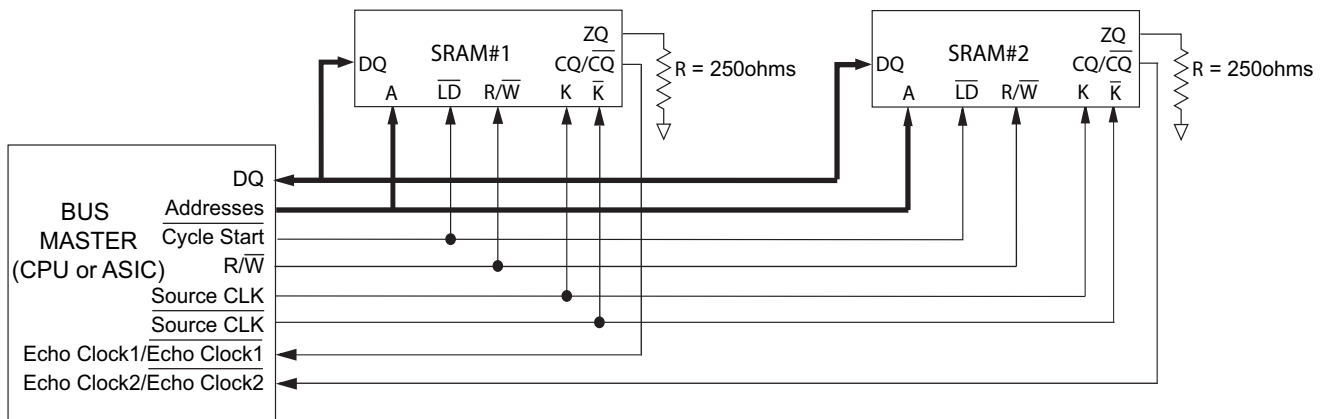 ZQ
SRAM#1
DQ
CQ/CQ
A
LD
R/W
K
K
R = 250ohms
ZQ
SRAM#2
DQ
CQ/CQ
A
LD
R/W
K
K
R = 250ohms
BUS
MASTER
(CPU or ASIC)
DQ
Addresses
Cycle Start
R/W
Source CLK
Source CLK
Echo Clock1/Echo Clock1
Echo Clock2/Echo Clock2